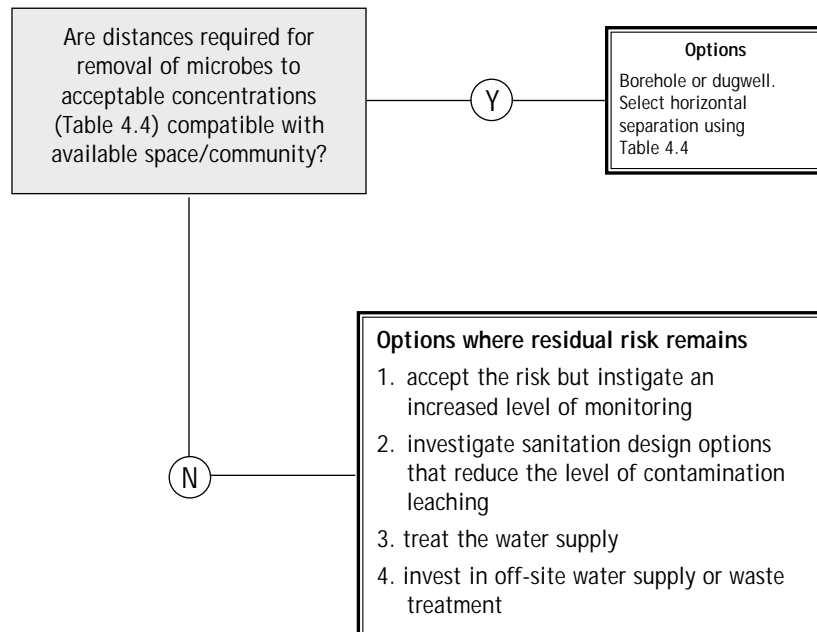 Are distances required for
removal of microbes to
acceptable concentrations
(Table 4.4) compatible with
available space/community?
Y
Options
Borehole or dugwell.
Select horizontal
separation using
Table 4.4
N
Options where residual risk remains
1. accept the risk but instigate an
increased level of monitoring
2. investigate sanitation design options
that reduce the level of contamination
leaching
3. treat the water supply
4. invest in off-site water supply or waste
treatment